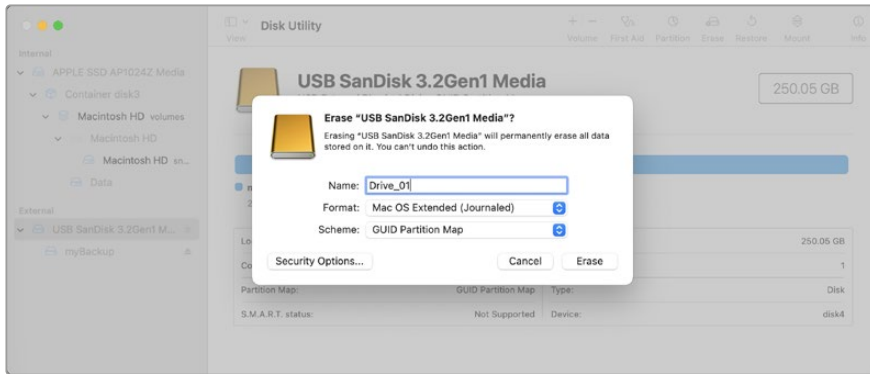 Disk Utility
View
Volume First Aid Partition Erase Restore Mount Info
Internal
APPLE SSD AP1024Z Media
Container disk3
Macintosh HD volumes
Macintosh HD
Macintosh HD sn...
Data
External
USB SanDisk 3.2Gen1 M...
myBackup
USB SanDisk 3.2Gen1 Media
250.05 GB
Erase “USB SanDisk 3.2Gen1 Media”?
Erasing “USB SanDisk 3.2Gen1 Media” will permanently erase all data
stored on it. You can't undo this action.
Name: Drive_01
Format: Mac OS Extended (Journaled)
Scheme: GUID Partition Map
Security Options... Cancel Erase
250.05 GB
1
Partition Map: GUID Partition Map Type: Disk
S.M.A.R.T. status: Not Supported Device: disk4